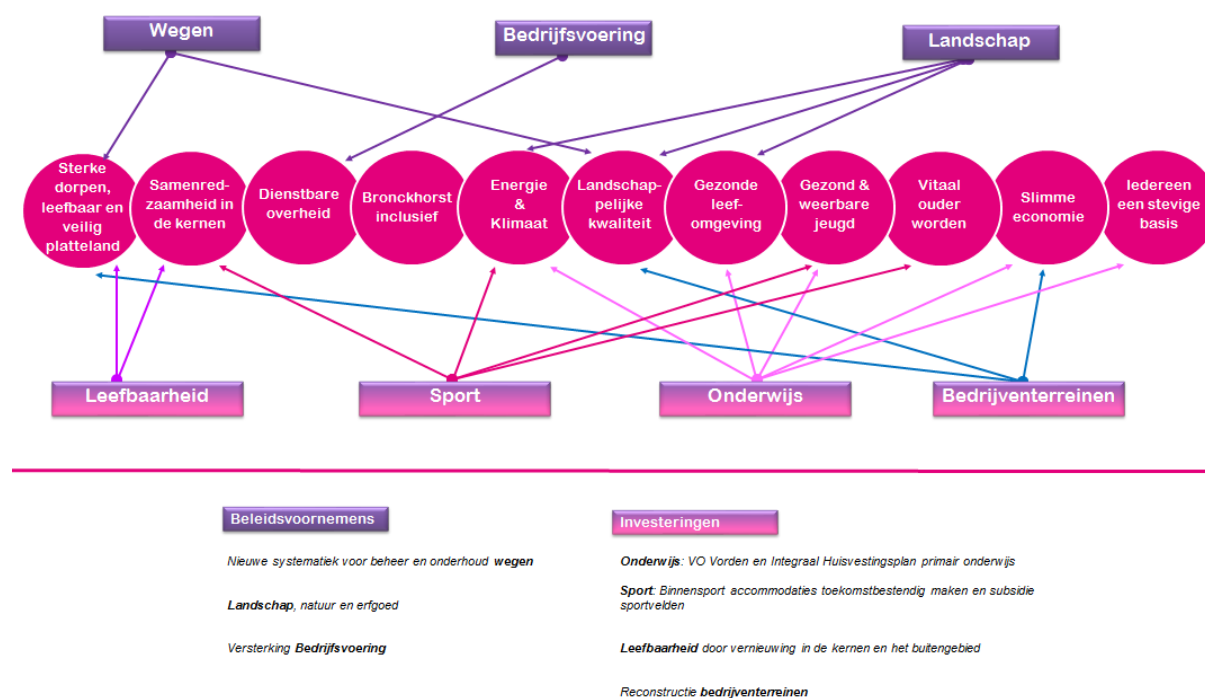 Wegen
Bedrijfsvoering
Landschap
Sterke
dorpen,
leefbaar en
veilig
platteland
Samenred-
zaamheid in
de kernen
Dienstbare
overheid
Bronckhorst
inclusief
Energie
&
Klimaat
Landschap-
pelijke
kwaliteit
Gezonde
leef-
omgeving
Gezond &
weerbare
jeugd
Vitaal
ouder
worden
Slimme
economie
Iedereen
een stevige
basis
Leefbaarheid
Sport
Onderwijs
Bedrijventerreinen
Beleidsvoornemens
Nieuwe systematiek voor beheer en onderhoud wegen
Landschap, natuur en erfgoed
Versterking Bedrijfsvoering
Investeringen
Onderwijs: VO Vorden en Integraal Huisvestingsplan primair onderwijs
Sport: Binnensport accommodaties toekomstbestendig maken en subsidie
sportvelden
Leefbaarheid door vernieuwing in de kernen en het buitengebied
Reconstructie bedrijventerreinen